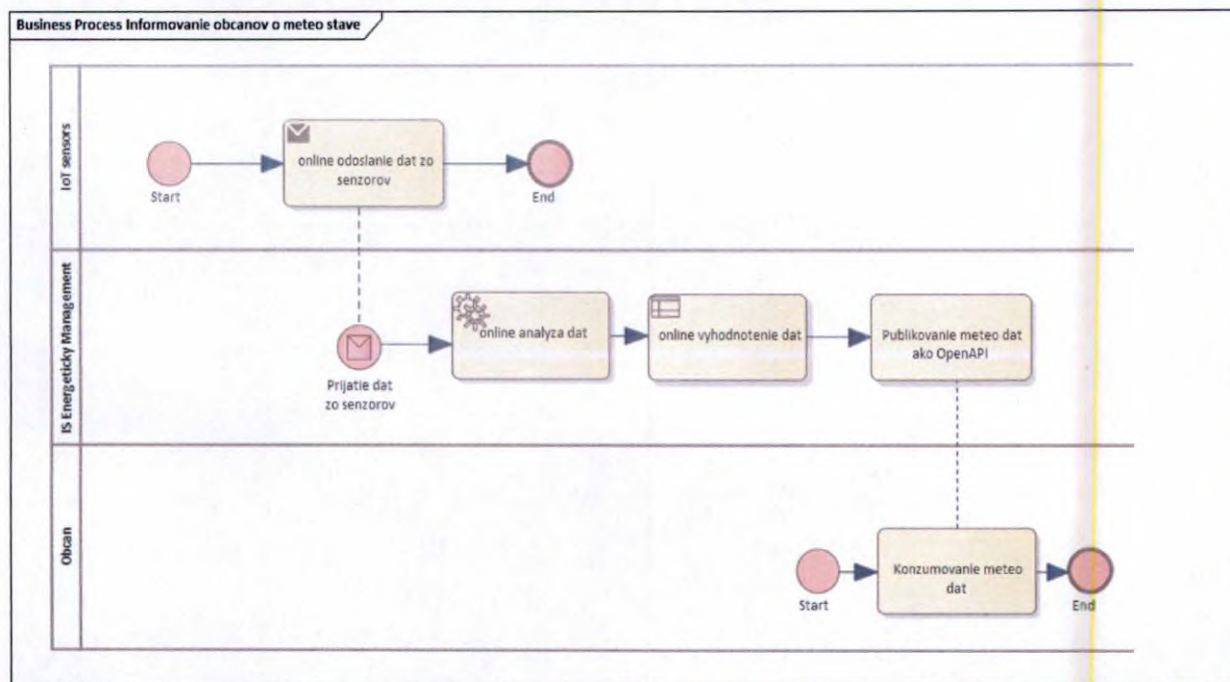 Business Process Informovanie obcanov o meteo stave
IoT sensors
Start
online odoslanie dat zo
senzorov
End
IS Energeticky Management
Prijatie dat
zo senzorov
online analyza dat
online vyhodnotenie dat
Publikovanie meteo dat
ako OpenAPI
Obcan
Start
Konzumovanie meteo
dat
End